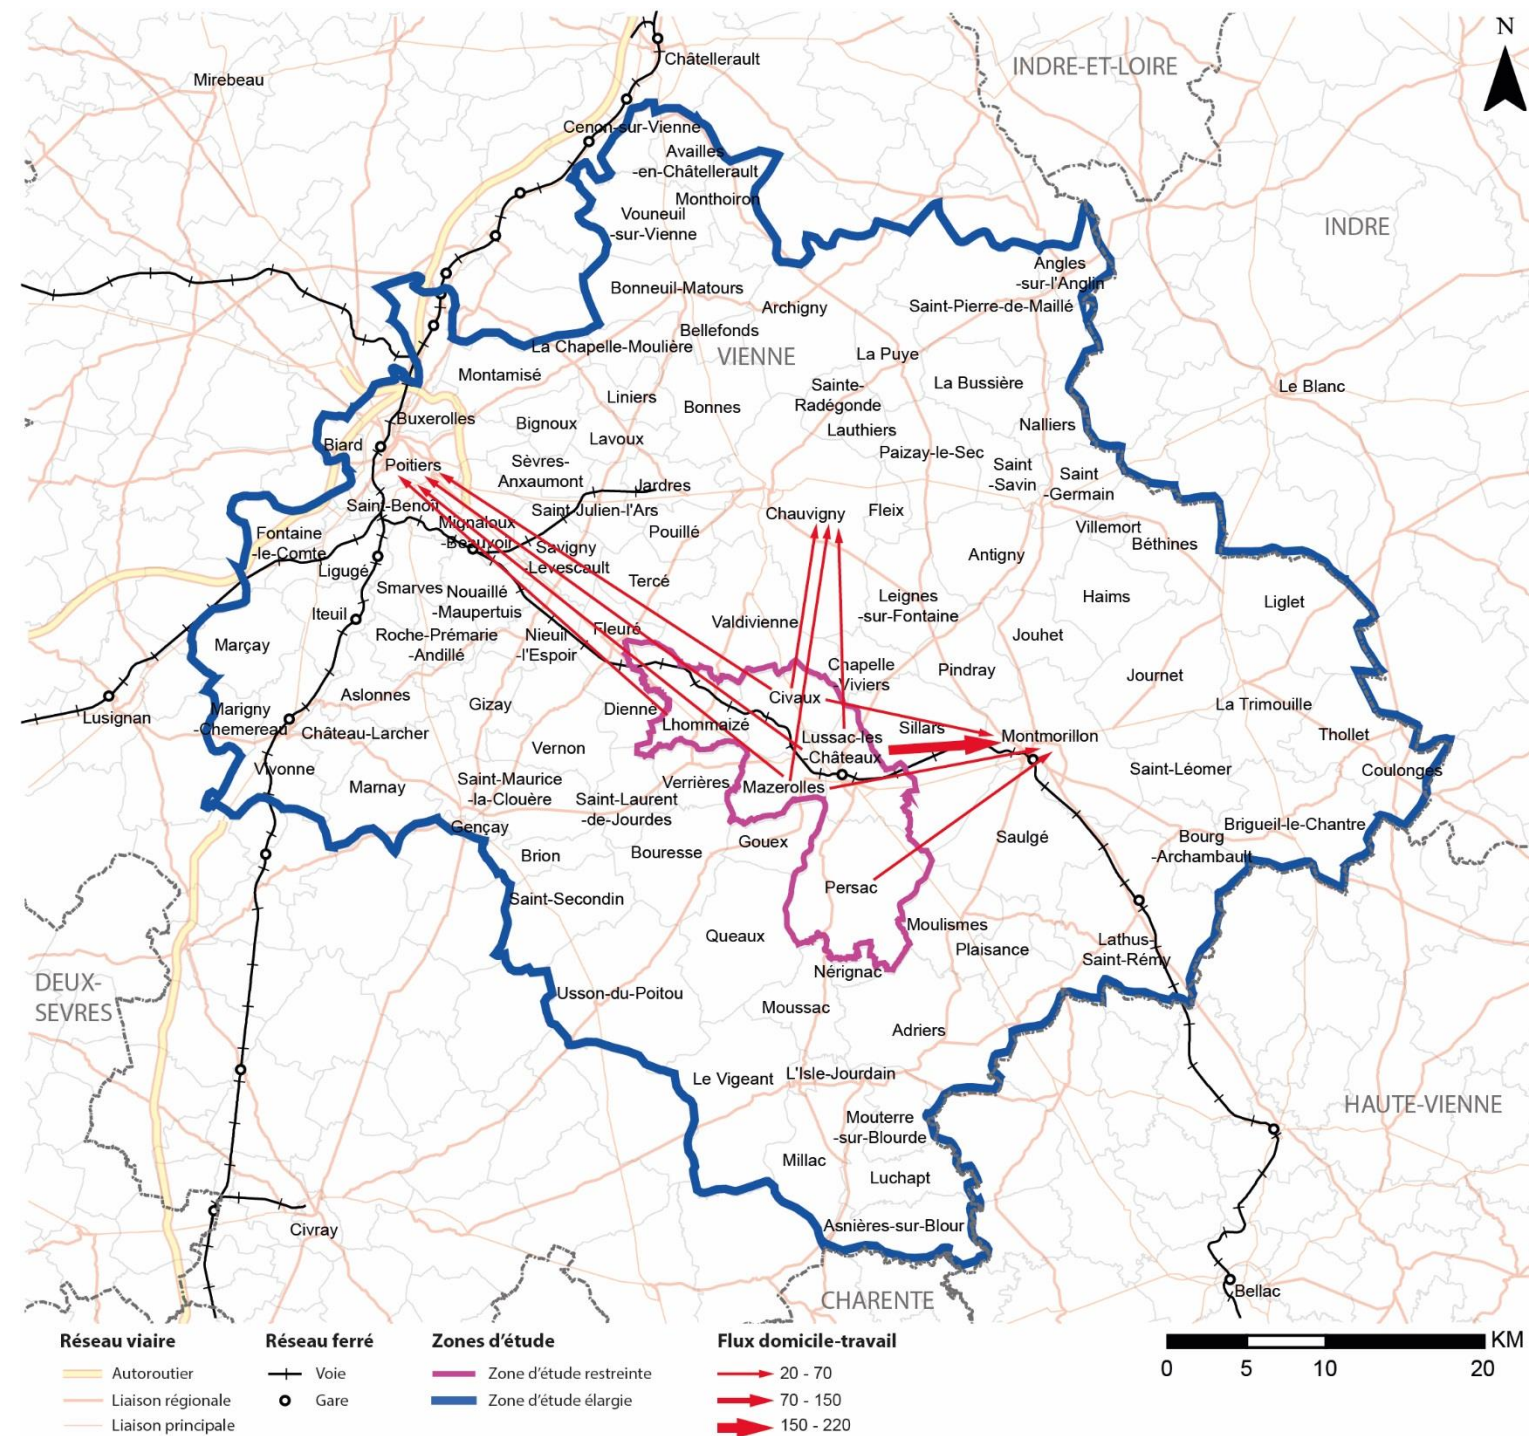 N
Châtellerault
INDRE-ET-LOIRE
Mirebeau
Cenon-sur-Vienne
Availles
-en-Châtellerault
Monthoiron
Vouneuil
-sur-Vienne
INDRE
Angles
-sur-l'Anglin
Bonneuil-Matours
Archigny
Saint-Pierre-de-Maillé
Bellefonds
La Chapelle-Moulière
VIENNE
La Puye
Montamisé
La Bussière
Le Blanc
Sainte-
Radégonde
Liniers
Bonnes
Buxerolles
Bignoux
Lauthiers
Nalliers
Lavoux
Biard
Paizay-le-Sec
Poitiers
Sèvres-
Anxaumont
Saint
-Savin
Saint
-Germain
Jardres
Saint-Benoît
Saint-Julien-l'Ars
Chauvigny
Fleix
Mignaloux
-Beauvoir
Pouillé
Villemort
Fontaine
-le-Comte
Savigny
-Levescault
Béthines
Antigny
Ligugé
Tercé
Smarves
Nouaillé
-Maupertuis
Leignes
-sur-Fontaine
Haims
Liglet
Iteuil
Valdivienne
Fleuré
Roche-Prémarie
-Andillé
Nieuil
-l'Espoir
Jouhet
Marçay
Chapelle
-Viviers
Pindray
Journet
Aslonnes
Civaux
Gizay
Dienne
La Trimouille
Lusignan
Marigny
-Chemereau
Lhommaizé
Sillars
Château-Larcher
Lussac-les
-Châteaux
Montmorillon
Thollet
Vernon
Vivonne
Saint-Léomer
Coulonges
Marnay
Saint-Maurice
-la-Clouère
Verrières
Mazerolles
Saint-Laurent
-de-Jourdes
Gençay
Brigueil-le-Chantre
Saulgé
Bourg
-Archambault
Gouex
Brion
Bouresse
Persac
Saint-Secondin
Moulismes
Queaux
Plaisance
Lathus-
Saint-Rémy
Nérignac
DEUX-
SEVRES
Usson-du-Poitou
Moussac
Adriers
Le Vigeant
L'Isle-Jourdain
HAUTE-VIENNE
Mouterre
-sur-Blourde
Millac
Luchapt
Civray
Asnières-sur-Blour
Bellac
CHARENTE
Réseau viaire
Autoroutier
Liaison régionale
Liaison principale
Réseau ferré
Voie
Gare
Zones d'étude
Zone d'étude restreinte
Zone d'étude élargie
Flux domicile-travail
20 - 70
70 - 150
150 - 220
KM
0 5 10 20